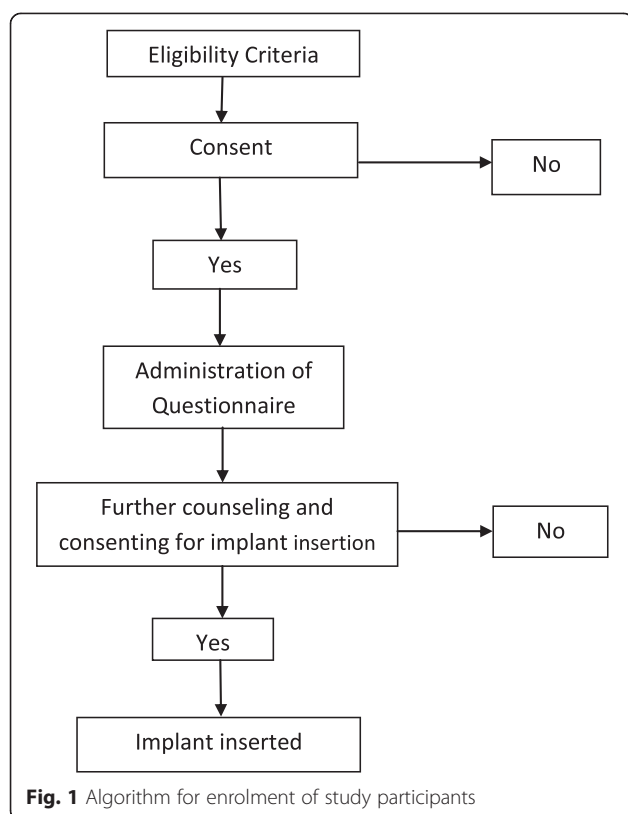 Eligibility Criteria
Consent
No
Yes
Administration of
Questionnaire
Further counseling and
consenting for implant insertion
No
Yes
Implant inserted
Fig. 1 Algorithm for enrolment of study participants